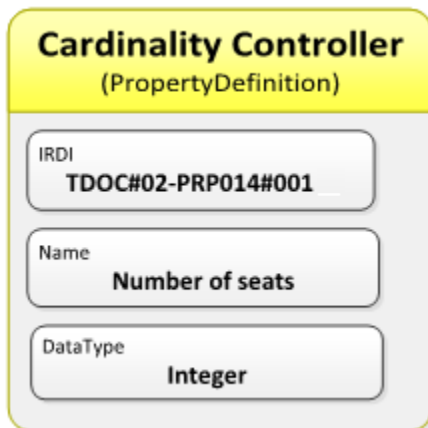 Cardinality Controller
(PropertyDefinition)
IRDI
TDOC#02-PRP014#001
Name
Number of seats
DataType
Integer